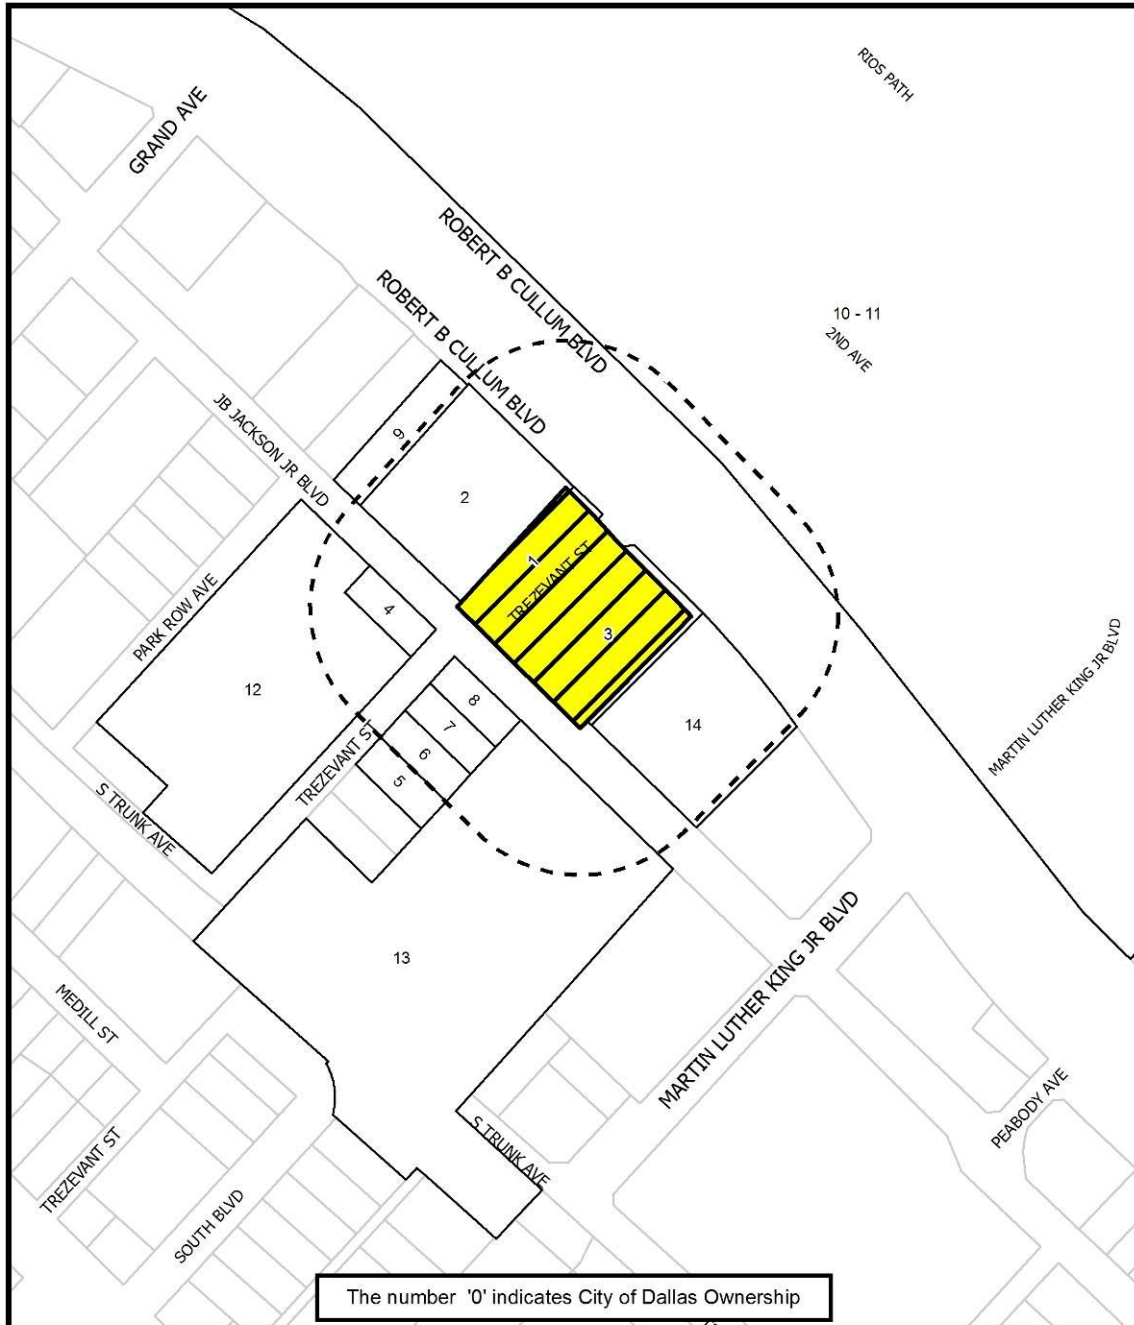 RIOS PATH
GRAND AVE
ROBERT B CULLUM BLVD
ROBERT B CULLUM BLVD
10 - 11
2ND AVE
JB JACKSON JR BLVD
9
2
1
TREZEVANT ST
3
4
PARK ROW AVE
12
8
7
6
5
14
MARTIN LUTHER KING JR BLVD
TREZEVANT ST
S TRUNK AVE
13
MARTIN LUTHER KING JR BLVD
MEDILL ST
PEABODY AVE
S TRUNK AVE
TREZEVANT ST
SOUTH BLVD
The number '0' indicates City of Dallas Ownership